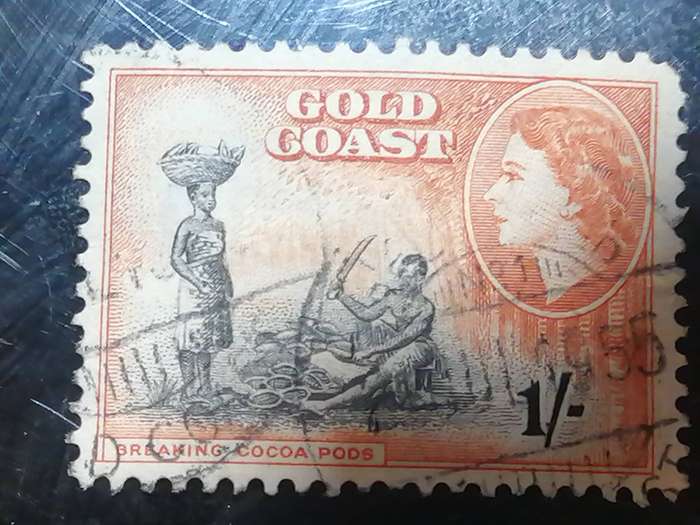 GOLD
COAST
1/-
BREAKING COCOA PODS